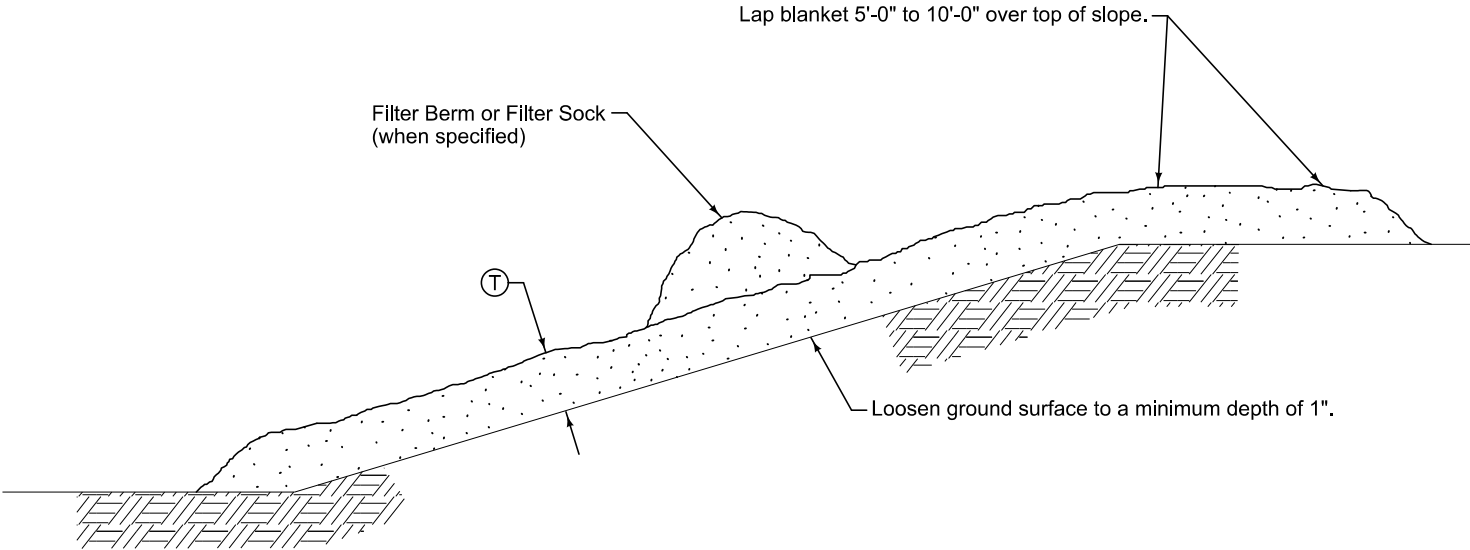 Lap blanket 5'-0" to 10'-0" over top of slope.
Filter Berm or Filter Sock
(when specified)
T
Loosen ground surface to a minimum depth of 1".